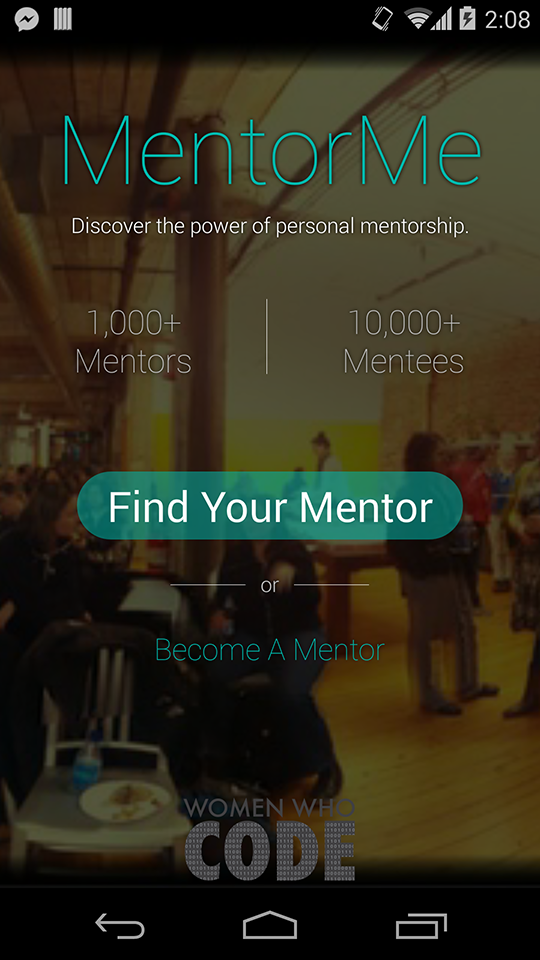 2:08
MentorMe
Discover the power of personal mentorship.
1,000+
Mentors
10,000+
Mentees
Find Your Mentor
or
Become A Mentor
WOMEN WHO
CODE